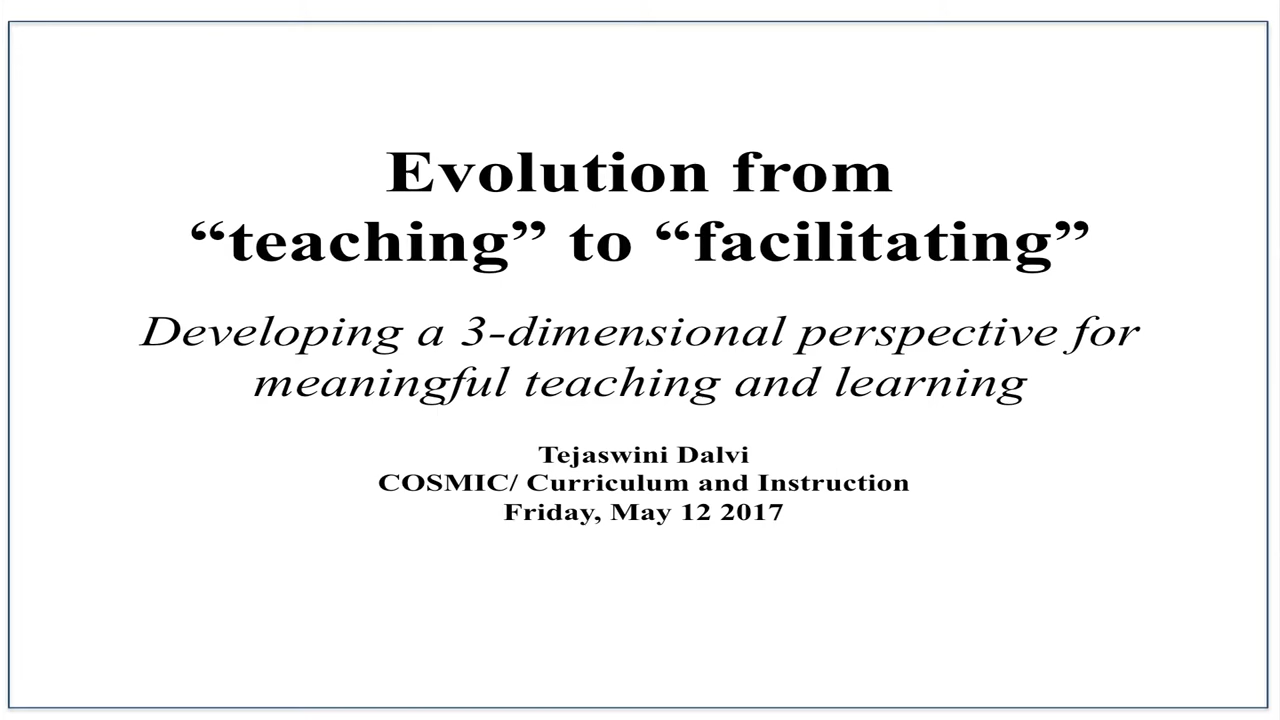 Evolution from
“teaching” to “facilitating”
Developing a 3-dimensional perspective for
meaningful teaching and learning
Tejaswini Dalvi
COSMIC/ Curriculum and Instruction
Friday, May 12 2017